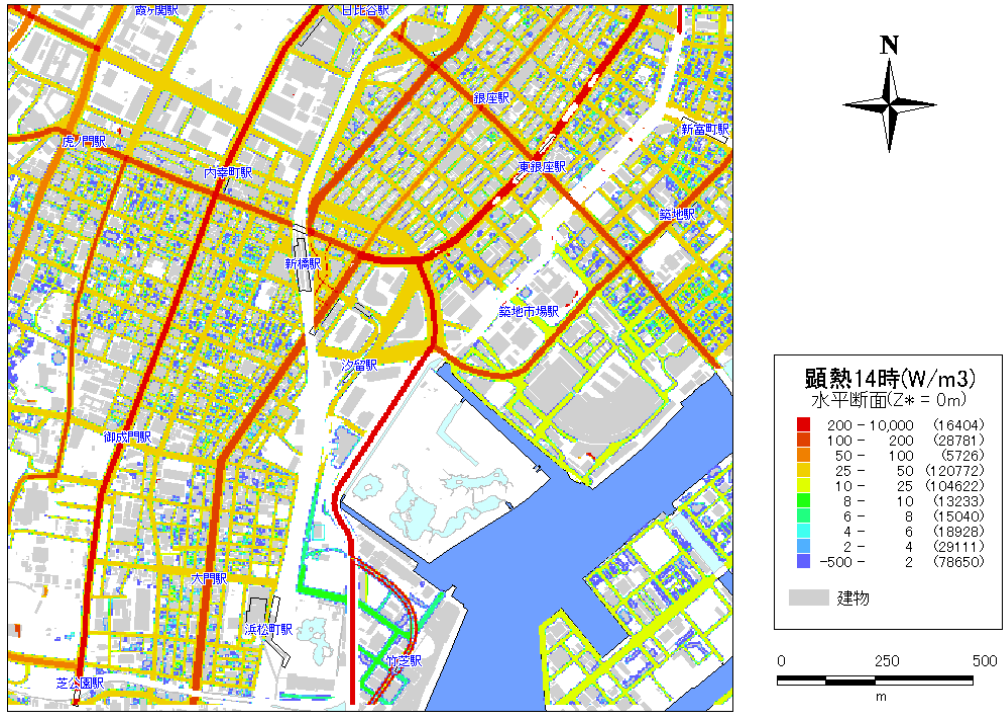 霞ヶ関駅
日比谷駅
銀座駅
新富町駅
虎ノ門駅
内幸町駅
東銀座駅
築地駅
新橋駅
築地市場駅
汐留駅
御成門駅
大門駅
浜松町駅
竹芝駅
芝公園駅
N
顕熱14時(W/m3)
水平断面(Z* = 0m)
200 - 10,000 (16404)
100 - 200 (28781)
50 - 100 (5726)
25 - 50 (120772)
10 - 25 (104622)
8 - 10 (13233)
6 - 8 (15040)
4 - 6 (18928)
2 - 4 (29111)
-500 - 2 (78650)
建物
0 250 500
m